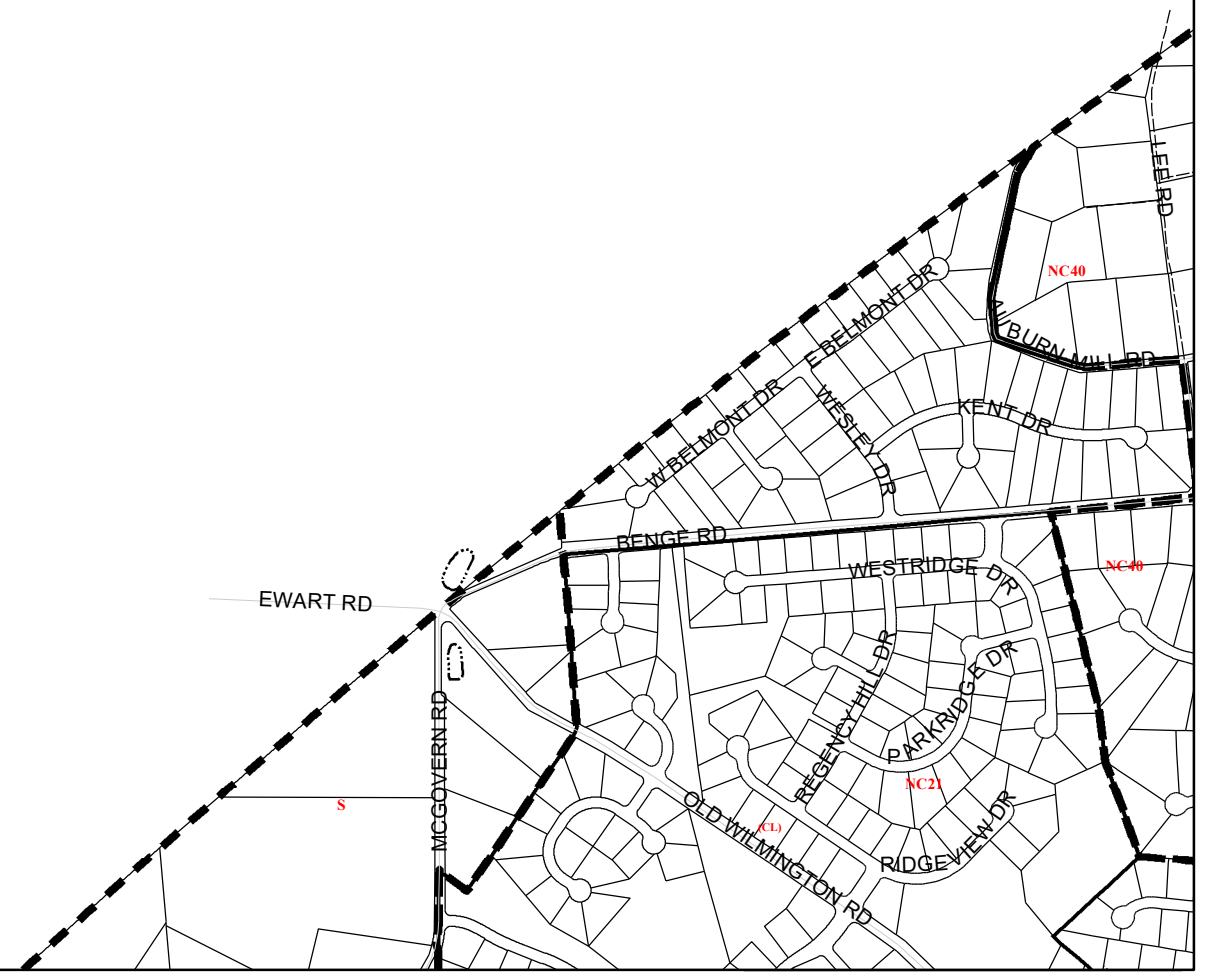 LEE RD
NC40
E BELMONT DR
AUBURN MILL RD
W BELMONT DR
WESLEY DR
KENT DR
BENGE RD
WESTRIDGE DR
NC40
EWART RD
REGENCY HILL DR
PARKRIDGE DR
MCGOVERN RD
NC21
S
OLD WILMINGTON RD
(CL)
RIDGEVIEW DR